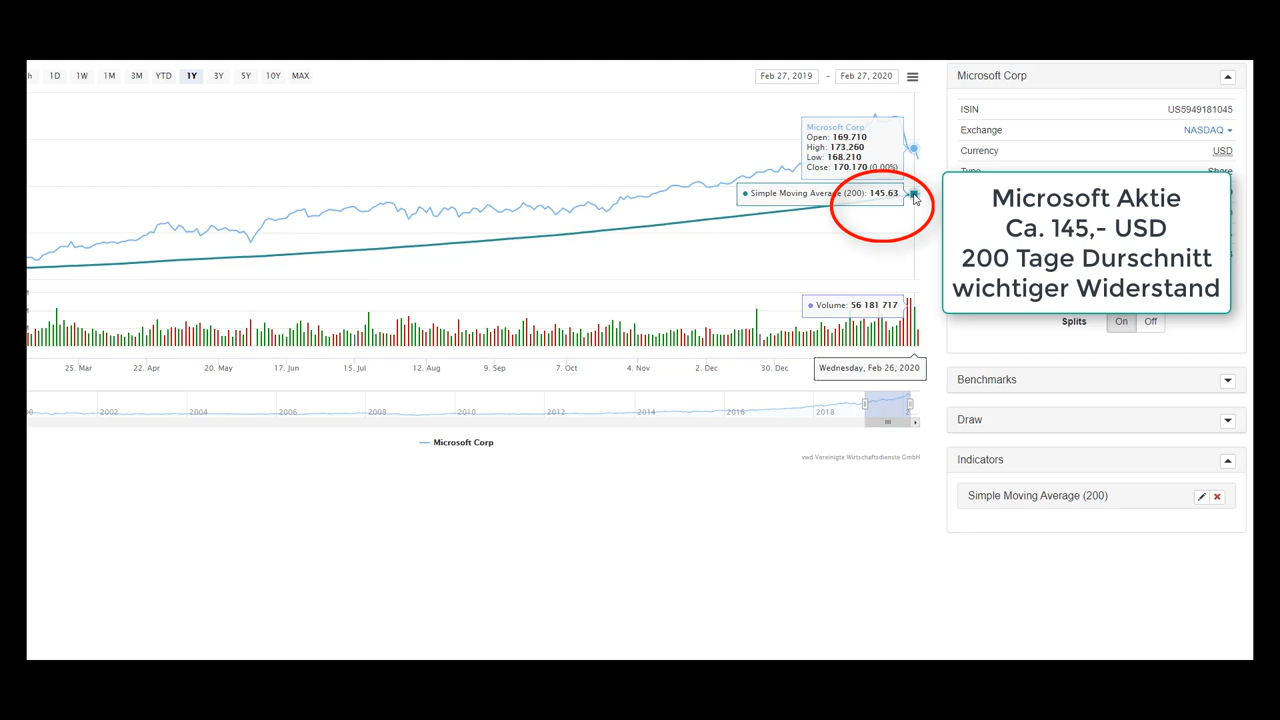 h 1D 1W 1M 3M YTD 1Y 3Y 5Y 10Y MAX
Feb 27, 2019 – Feb 27, 2020
Microsoft Corp
Open: 169.710
High: 173.260
Low: 168.210
Close: 170.170 (0.00%)
Simple Moving Average (200): 145.63
Volume: 56 181 717
25. Mar 22. Apr 20. May 17. Jun 15. Jul 12. Aug 9. Sep 7. Oct 4. Nov 2. Dec 30. Dec
Wednesday, Feb 26, 2020
2002 2004 2006 2008 2010 2012 2014 2016 2018
Microsoft Corp
vwd Vereinigte Wirtschaftsdienste GmbH
Microsoft Corp
ISIN US5949181045
Exchange NASDAQ
Currency USD
Microsoft Aktie
Ca. 145,- USD
200 Tage Durschnitt
wichtiger Widerstand
Splits On Off
Benchmarks
Draw
Indicators
Simple Moving Average (200)